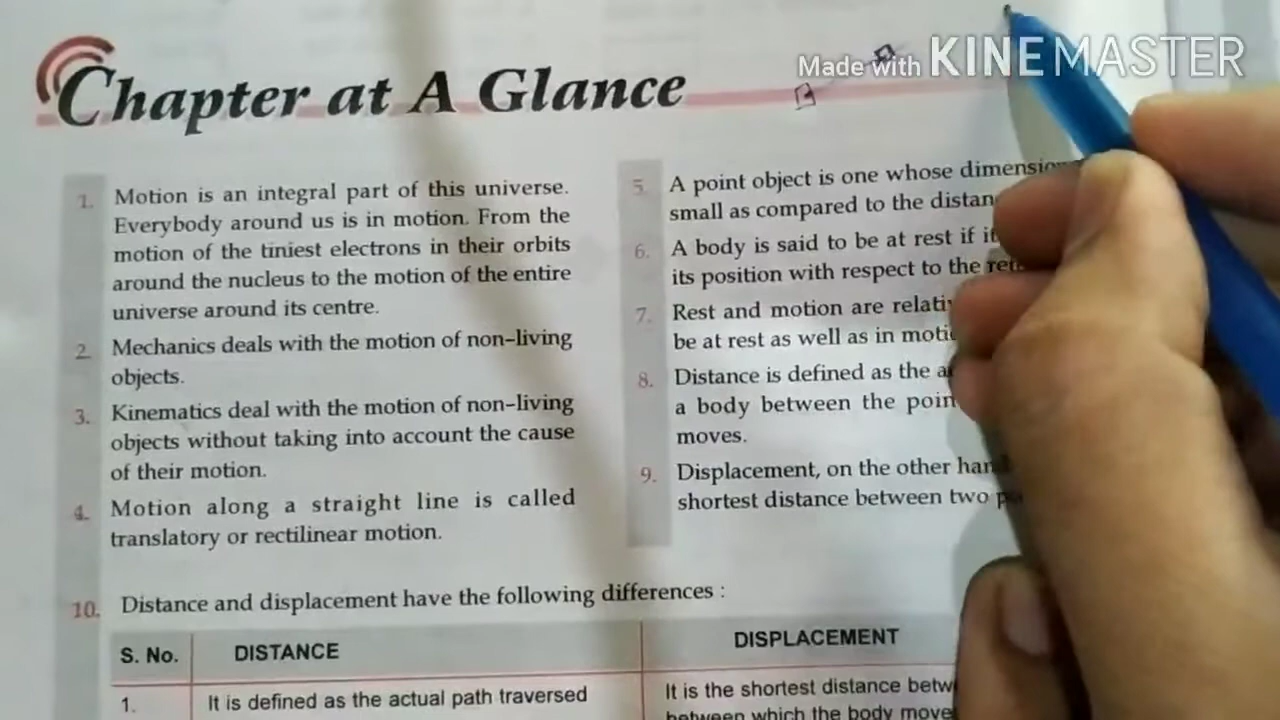 Made with KINEMASTER
Chapter at A Glance
1. Motion is an integral part of this universe.
Everybody around us is in motion. From the
motion of the tiniest electrons in their orbits
around the nucleus to the motion of the entire
universe around its centre.
2. Mechanics deals with the motion of non-living
objects.
3. Kinematics deal with the motion of non-living
objects without taking into account the cause
of their motion.
4. Motion along a straight line is called
translatory or rectilinear motion.
5. A point object is one whose
small as compared to the
6. A body is said to be at rest if
its position with respect to the
7. Rest and motion are
be at rest as well as in
8. Distance is defined as the
a body between the
moves.
9. Displacement, on the other
shortest distance between two
10. Distance and displacement have the following differences :
S. No. DISTANCE DISPLACEMENT
1. It is defined as the actual path traversed It is the shortest distance
between which the body